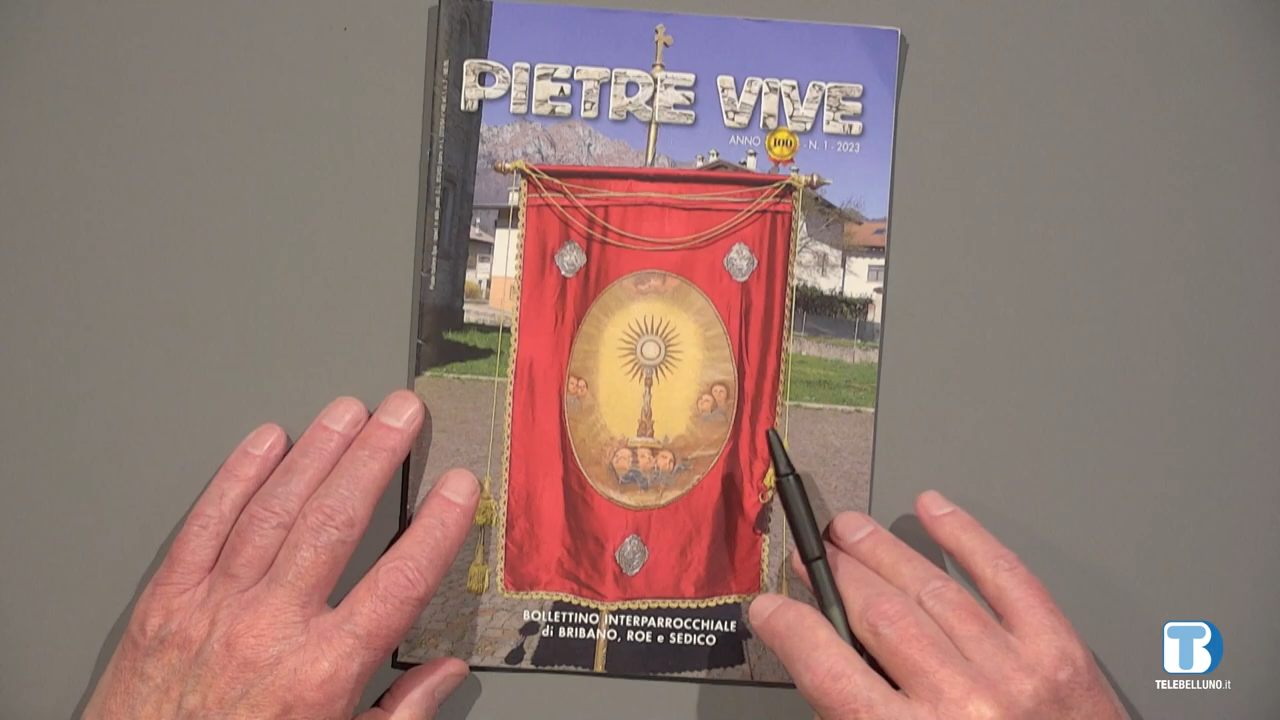 PIETRE VIVE
ANNO 100 - N. 1 - 2023
BOLLETTINO INTERPARROCCHIALE
di BRIBANO, ROE e SEDICO
TELEBELLUNO.it